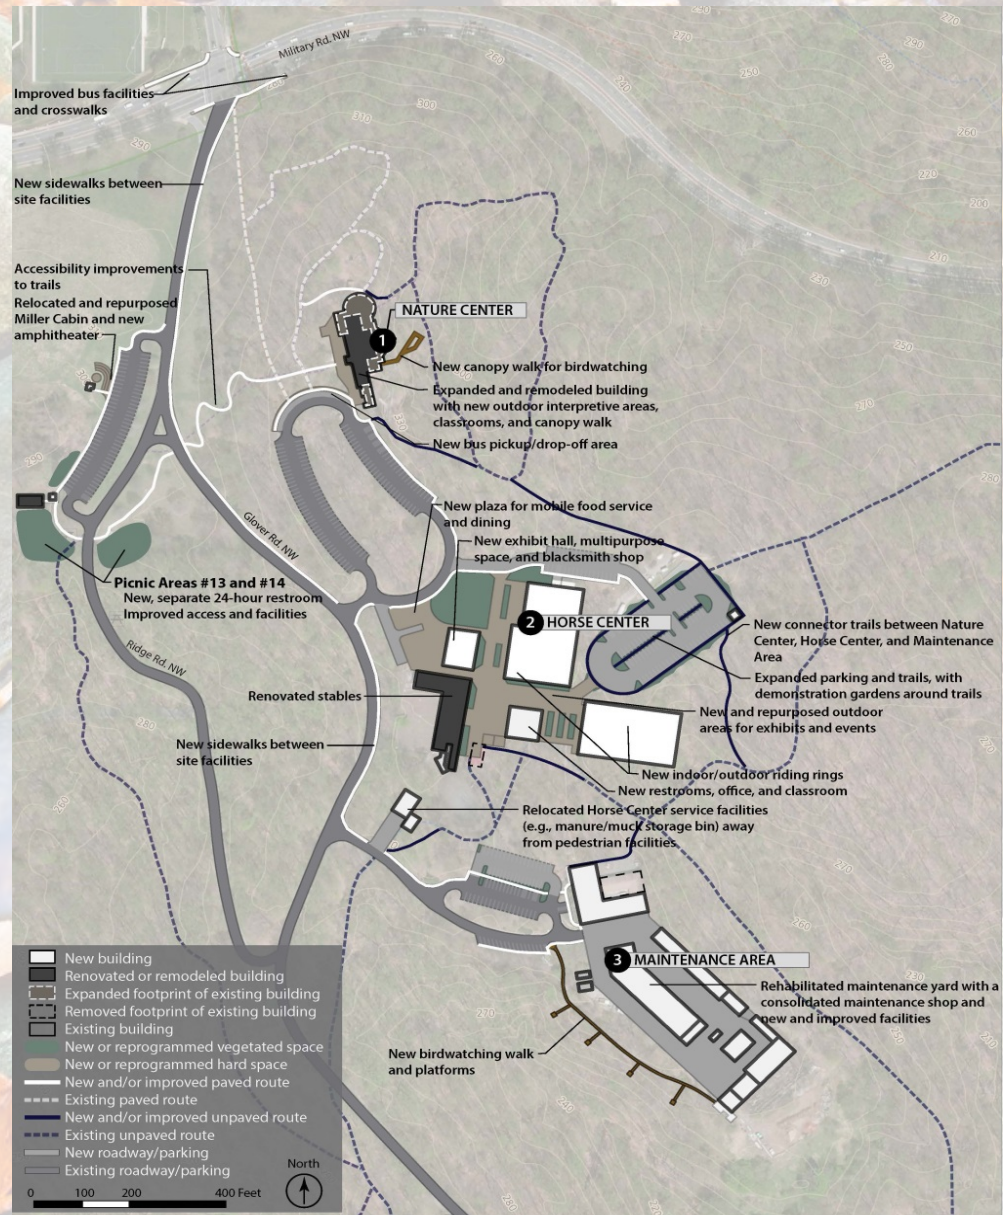 Military Rd. NW
Improved bus facilities
and crosswalks
New sidewalks between
site facilities
Accessibility improvements
to trails
Relocated and repurposed
Miller Cabin and new
amphitheater
1 NATURE CENTER
New canopy walk for birdwatching
Expanded and remodeled building
with new outdoor interpretive areas,
classrooms, and canopy walk
New bus pickup/drop-off area
Glover Rd. NW
New plaza for mobile food service
and dining
New exhibit hall, multipurpose
space, and blacksmith shop
Picnic Areas #13 and #14
New, separate 24-hour restroom
Improved access and facilities
2 HORSE CENTER
New connector trails between Nature
Center, Horse Center, and Maintenance
Area
Expanded parking and trails, with
demonstration gardens around trails
Ridge Rd. NW
Renovated stables
New and repurposed outdoor
areas for exhibits and events
New sidewalks between
site facilities
New indoor/outdoor riding rings
New restrooms, office, and classroom
Relocated Horse Center service facilities
(e.g., manure/muck storage bin) away
from pedestrian facilities
3 MAINTENANCE AREA
Rehabilitated maintenance yard with a
consolidated maintenance shop and
new and improved facilities
New birdwatching walk
and platforms
New building
Renovated or remodeled building
Expanded footprint of existing building
Removed footprint of existing building
Existing building
New or reprogrammed vegetated space
New or reprogrammed hard space
New and/or improved paved route
Existing paved route
New and/or improved unpaved route
Existing unpaved route
New roadway/parking
Existing roadway/parking
North
0 100 200 400 Feet